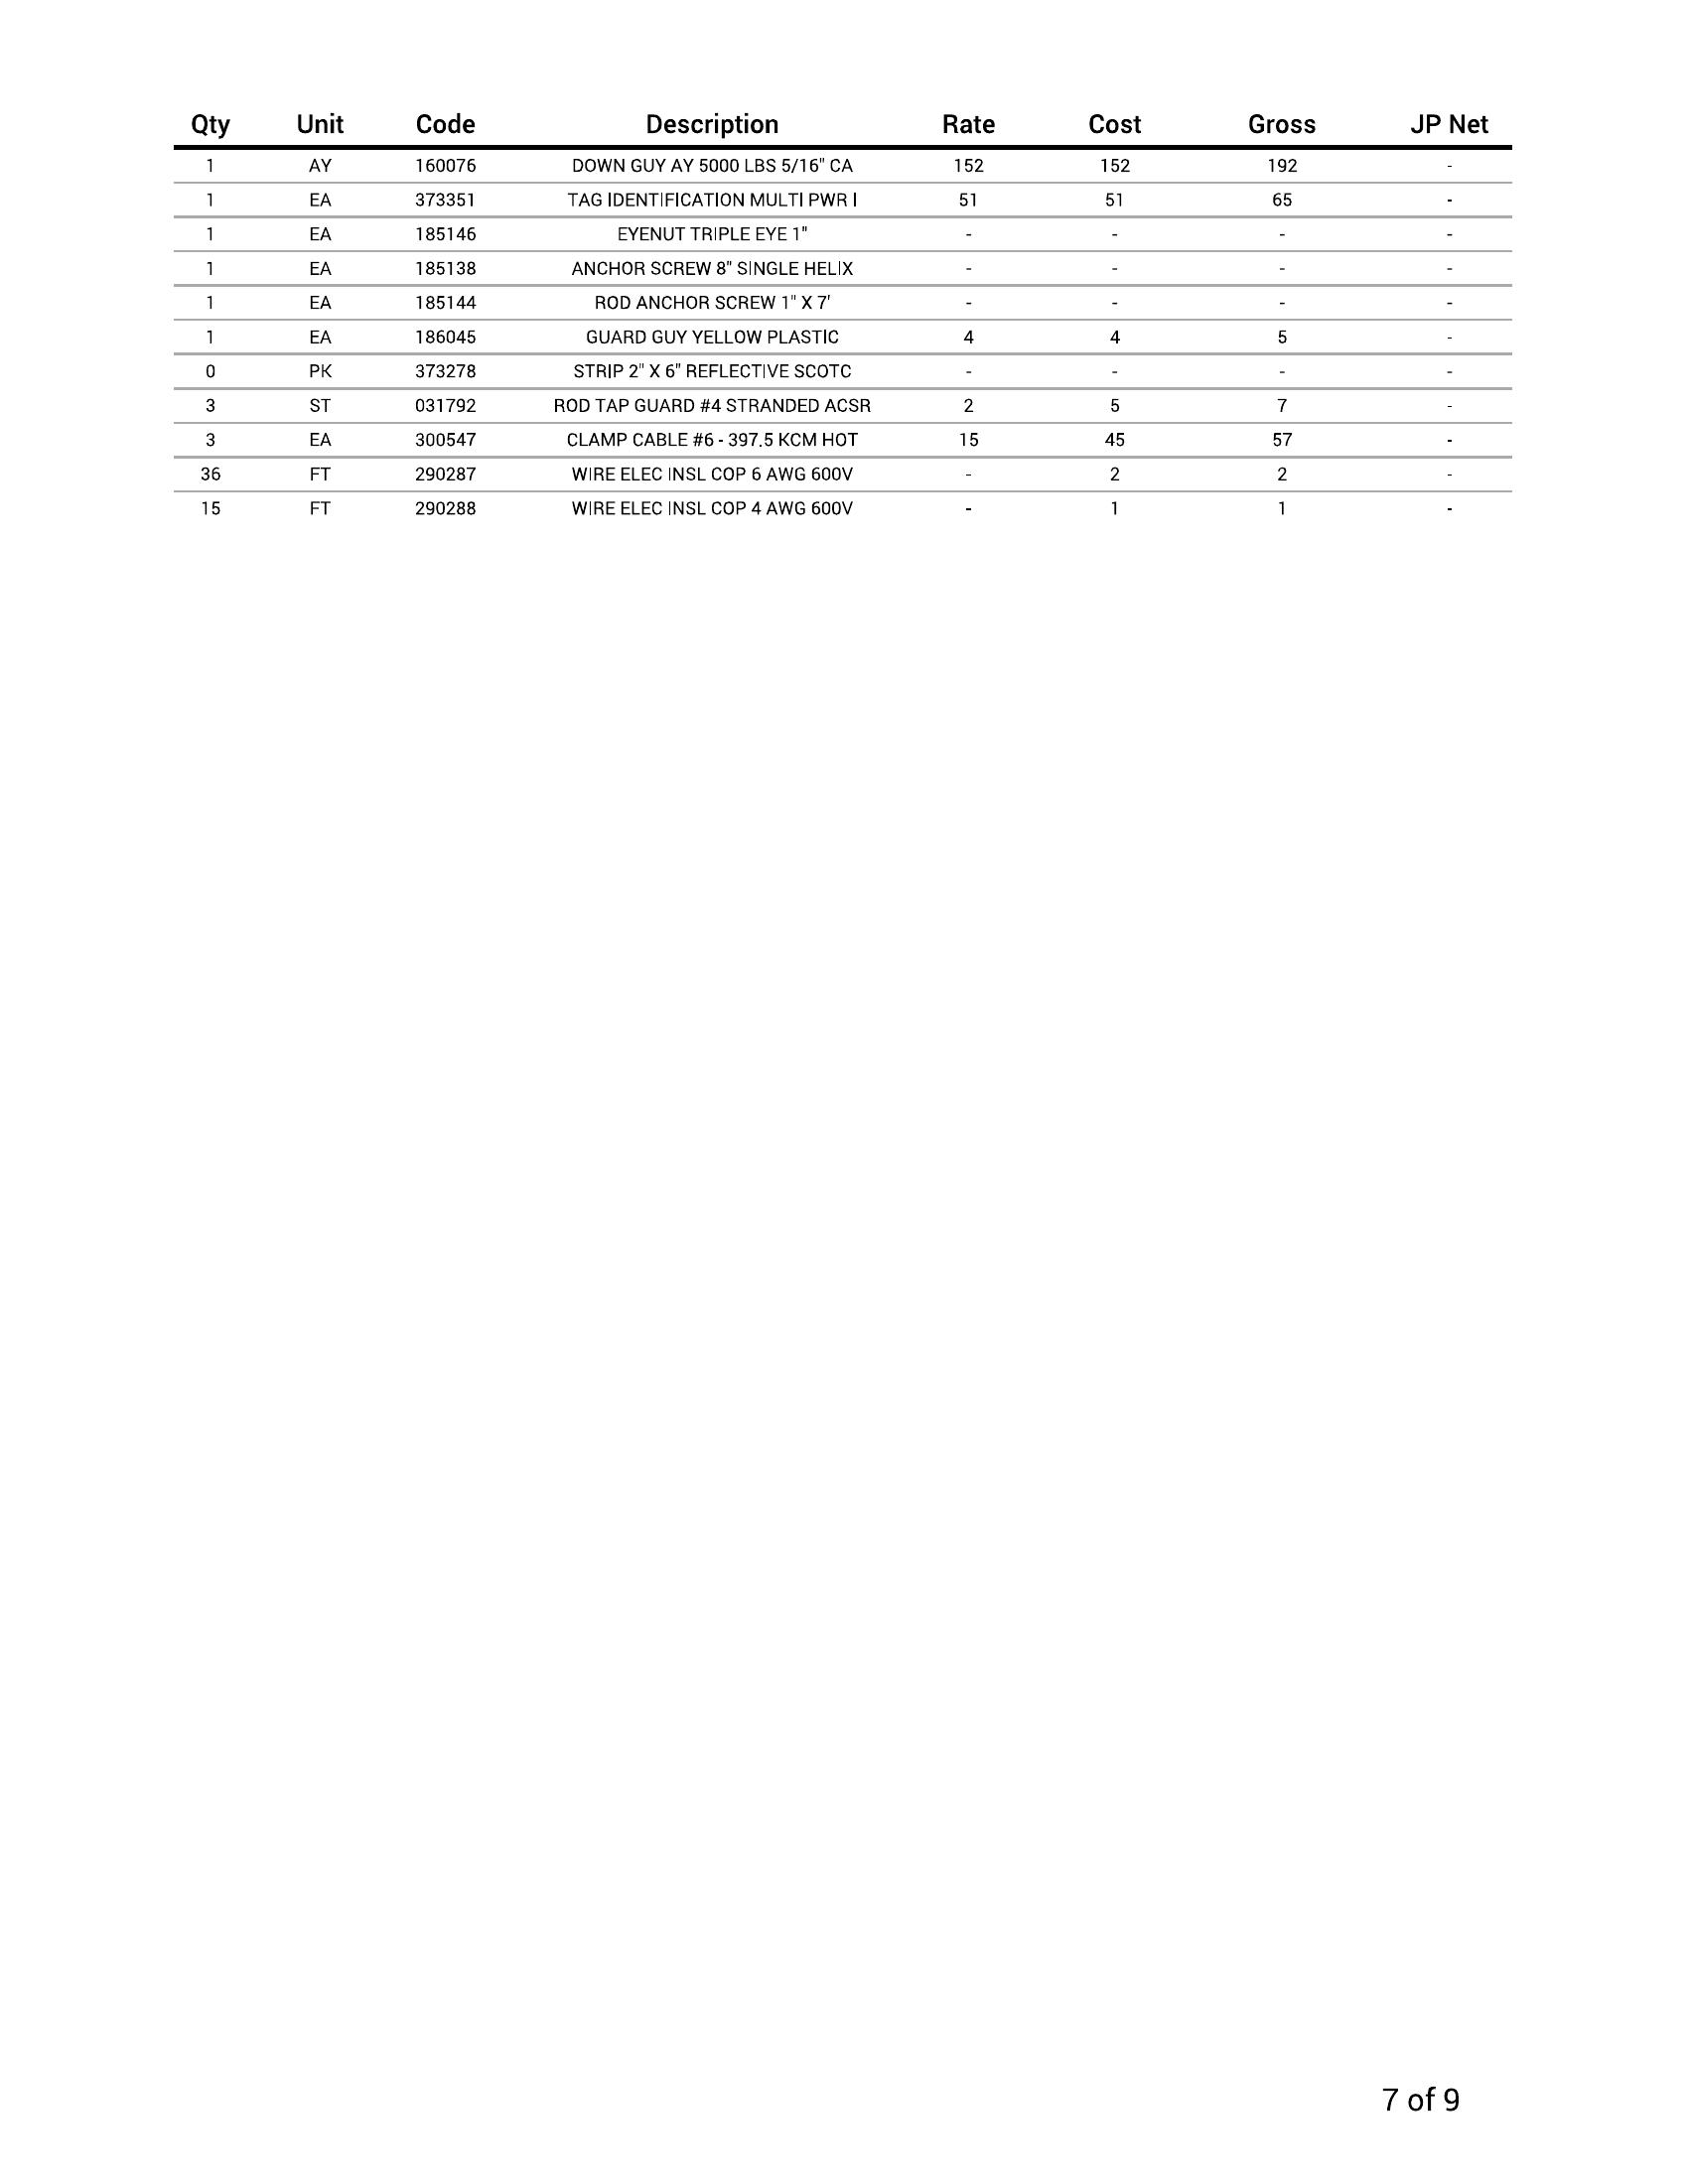 Qty Unit Code Description Rate Cost Gross JP Net
1 AY 160076 DOWN GUY AY 5000 LBS 5/16" CA 152 152 192 -
1 EA 373351 TAG IDENTIFICATION MULTI PWR I 51 51 65 -
1 EA 185146 EYENUT TRIPLE EYE 1" - - - -
1 EA 185138 ANCHOR SCREW 8" SINGLE HELIX - - - -
1 EA 185144 ROD ANCHOR SCREW 1" X 7' - - - -
1 EA 186045 GUARD GUY YELLOW PLASTIC 4 4 5 -
0 PK 373278 STRIP 2" X 6" REFLECTIVE SCOTC - - - -
3 ST 031792 ROD TAP GUARD #4 STRANDED ACSR 2 5 7 -
3 EA 300547 CLAMP CABLE #6 - 397.5 KCM HOT 15 45 57 -
36 FT 290287 WIRE ELEC INSL COP 6 AWG 600V - 2 2 -
15 FT 290288 WIRE ELEC INSL COP 4 AWG 600V - 1 1 -
7 of 9